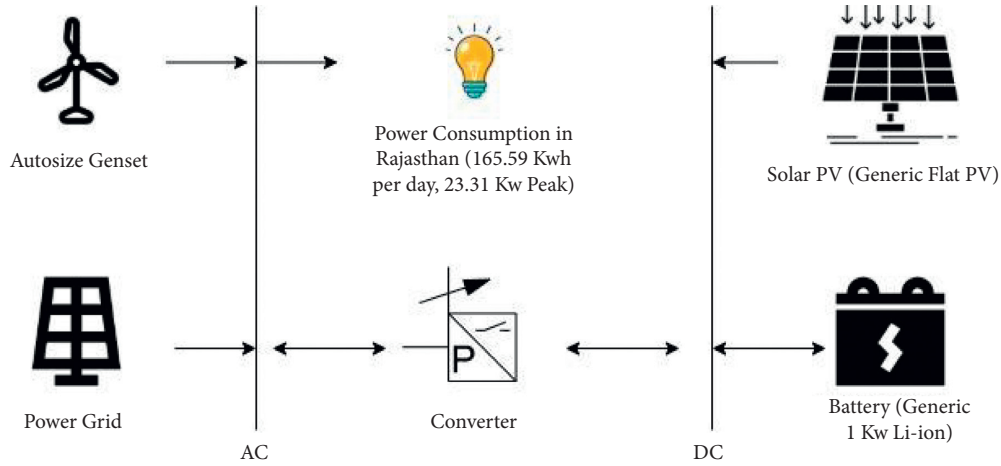 Autosize Genset
Power Consumption in
Rajasthan (165.59 Kwh
per day, 23.31 Kw Peak)
Solar PV (Generic Flat PV)
P
Power Grid
Converter
Battery (Generic
1 Kw Li-ion)
AC
DC